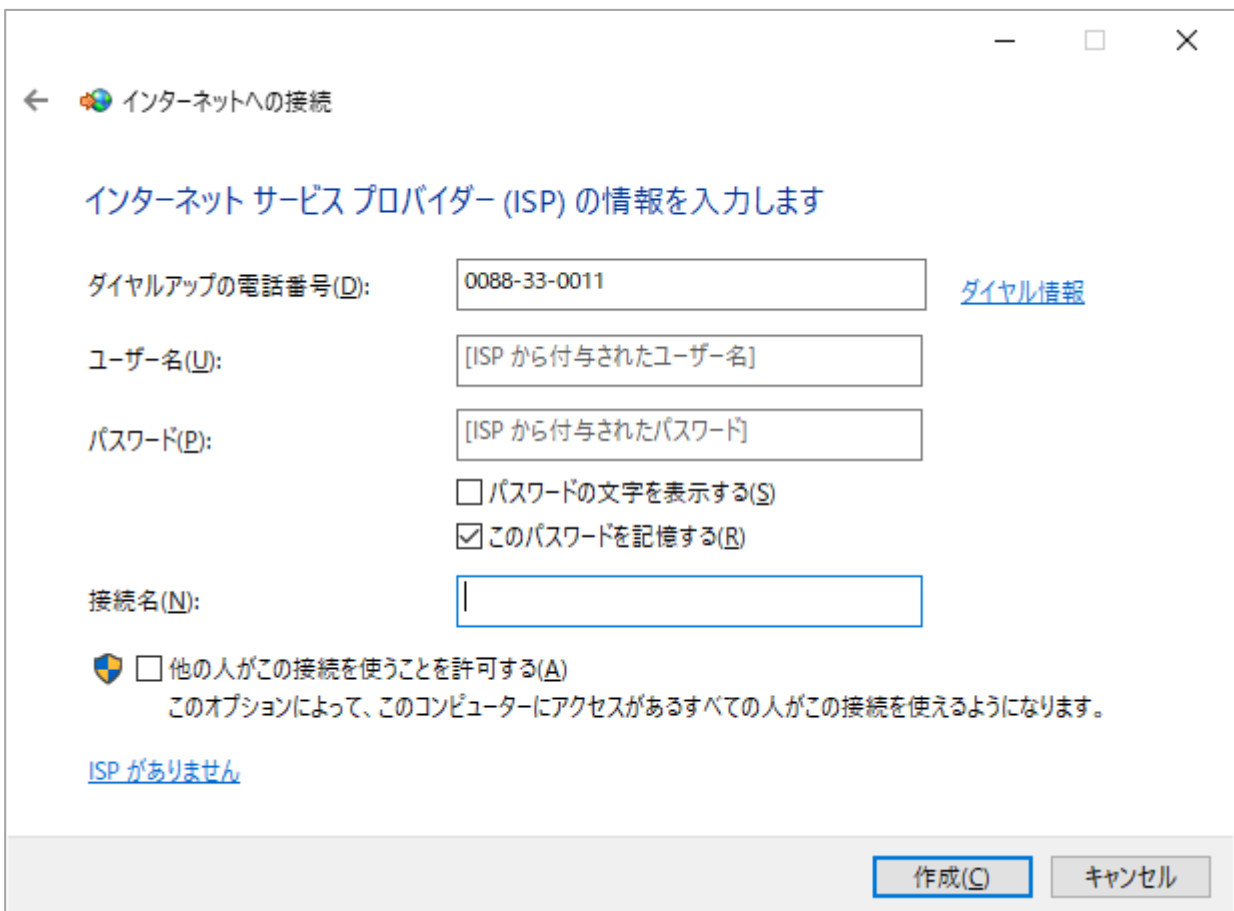 インターネットへの接続
インターネット サービス プロバイダー (ISP) の情報を入力します
ダイヤルアップの電話番号(D): 0088-33-0011 ダイヤル情報
ユーザー名(U): [ISP から付与されたユーザー名]
パスワード(P): [ISP から付与されたパスワード]
パスワードの文字を表示する(S)
このパスワードを記憶する(R)
接続名(N):
他の人がこの接続を使うことを許可する(A)
このオプションによって、このコンピューターにアクセスがあるすべての人がこの接続を使えるようになります。
ISP がありません
作成(C) キャンセル